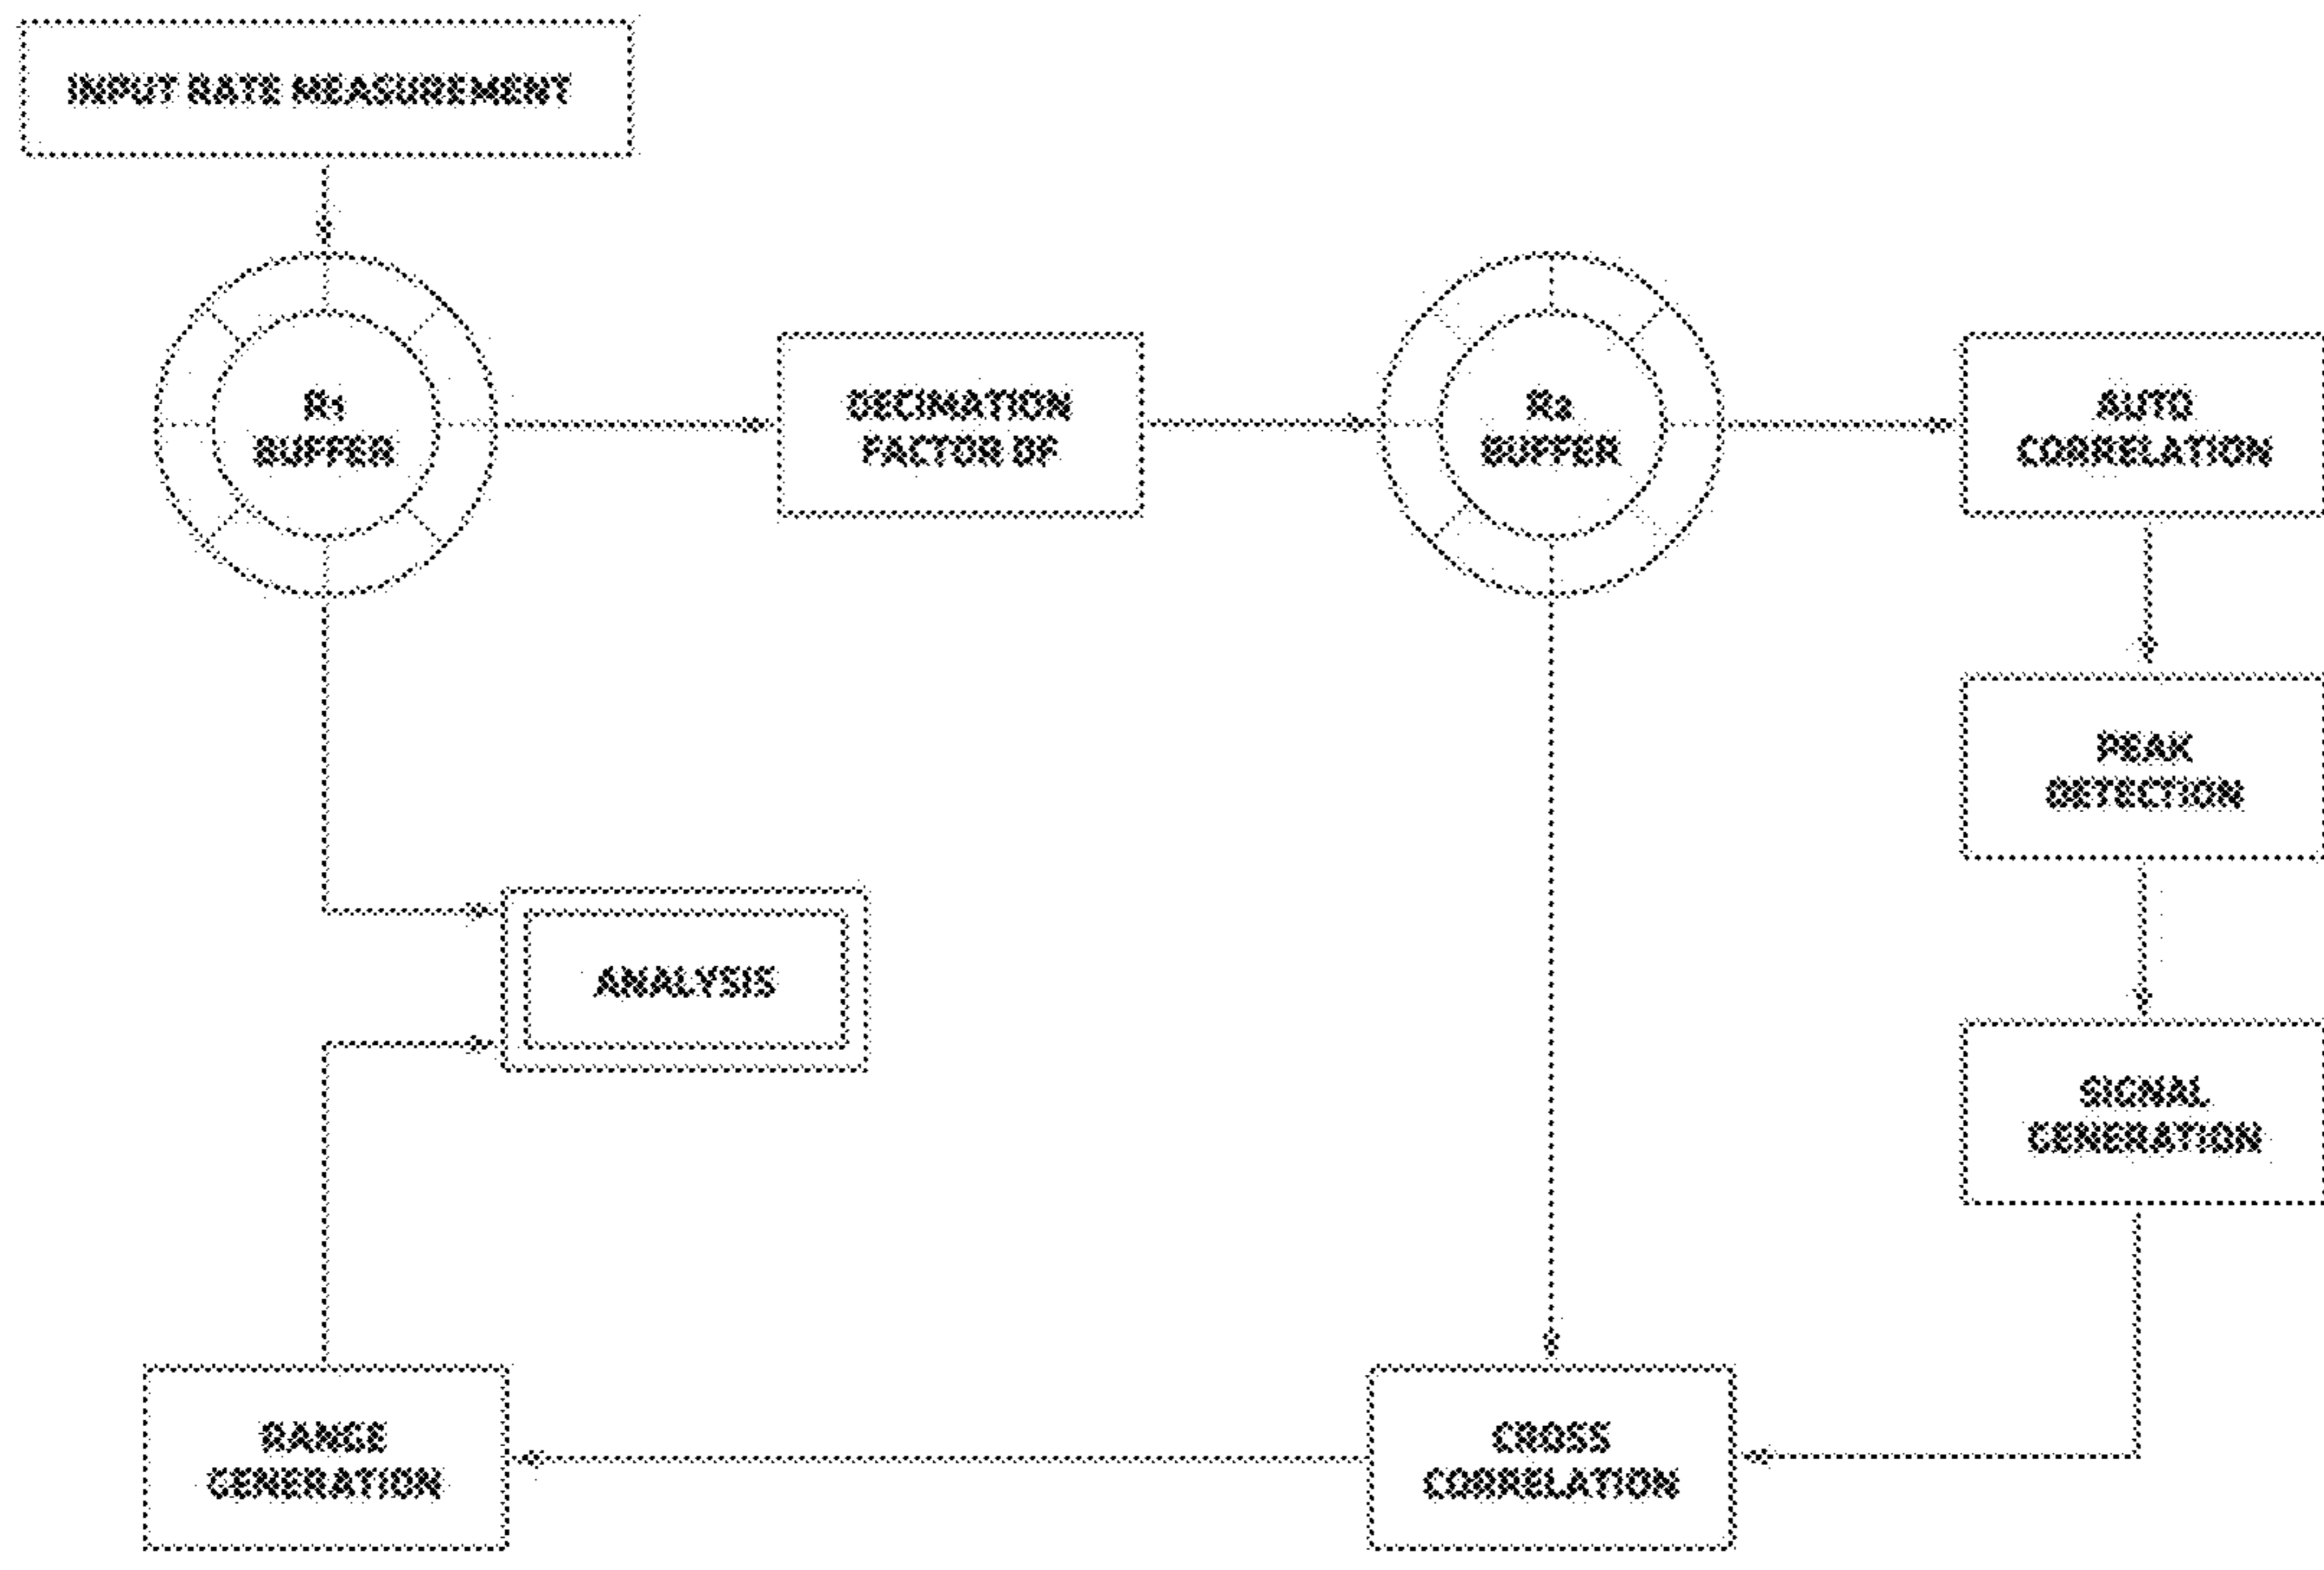 INPUT RATE MEASUREMENT
R₁
BUFFER
DECIMATION
FACTOR DF
R₂
BUFFER
AUTO
CORRELATION
PEAK
DETECTION
ANALYSIS
SIGNAL
GENERATION
RANGE
GENERATION
CROSS
CORRELATION